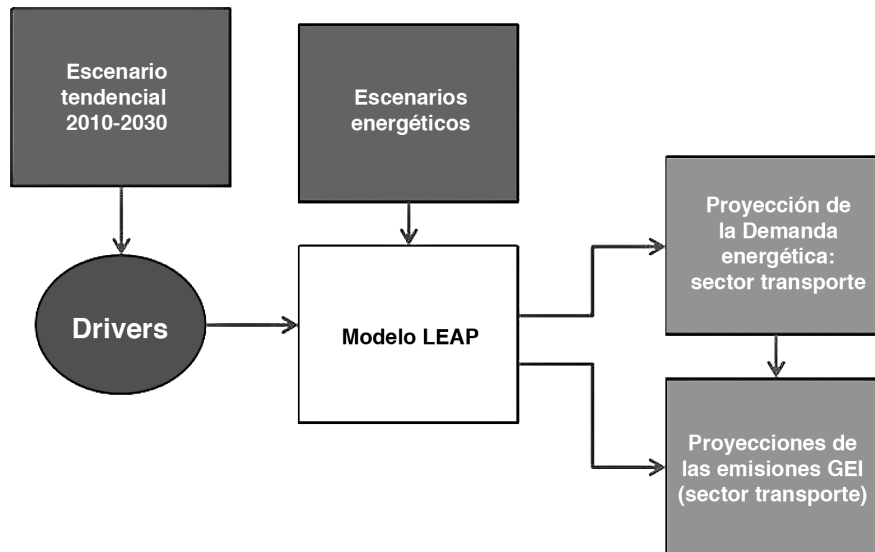 Escenario
tendencial
2010-2030
Escenarios
energéticos
Drivers
Modelo LEAP
Proyección de
la Demanda
energética:
sector transporte
Proyecciones de
las emisiones GEI
(sector transporte)